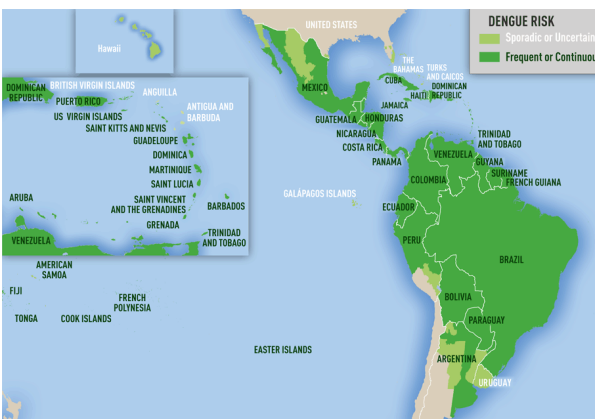 DENGUE RISK
Sporadic or Uncertain
Frequent or Continuou
Hawaii
UNITED STATES
THE
BAHAMAS
TURKS
AND CAICOS
CUBA
MEXICO
HAITI
DOMINICAN
REPUBLIC
JAMAICA
GUATEMALA
HONDURAS
NICARAGUA
COSTA RICA
PANAMA
TRINIDAD
AND TOBAGO
VENEZUELA
GUYANA
SURINAME
FRENCH GUIANA
COLOMBIA
GALÁPAGOS ISLANDS
ECUADOR
PERU
BRAZIL
BOLIVIA
PARAGUAY
ARGENTINA
URUGUAY
EASTER ISLANDS
DOMINICAN
REPUBLIC
BRITISH VIRGIN ISLANDS
PUERTO RICO
ANGUILLA
US VIRGIN ISLANDS
ANTIGUA AND
BARBUDA
SAINT KITTS AND NEVIS
GUADELOUPE
DOMINICA
MARTINIQUE
SAINT LUCIA
SAINT VINCENT
AND THE GRENADINES
BARBADOS
ARUBA
GRENADA
TRINIDAD
AND TOBAGO
VENEZUELA
AMERICAN
SAMOA
FIJI
FRENCH
POLYNESIA
TONGA
COOK ISLANDS